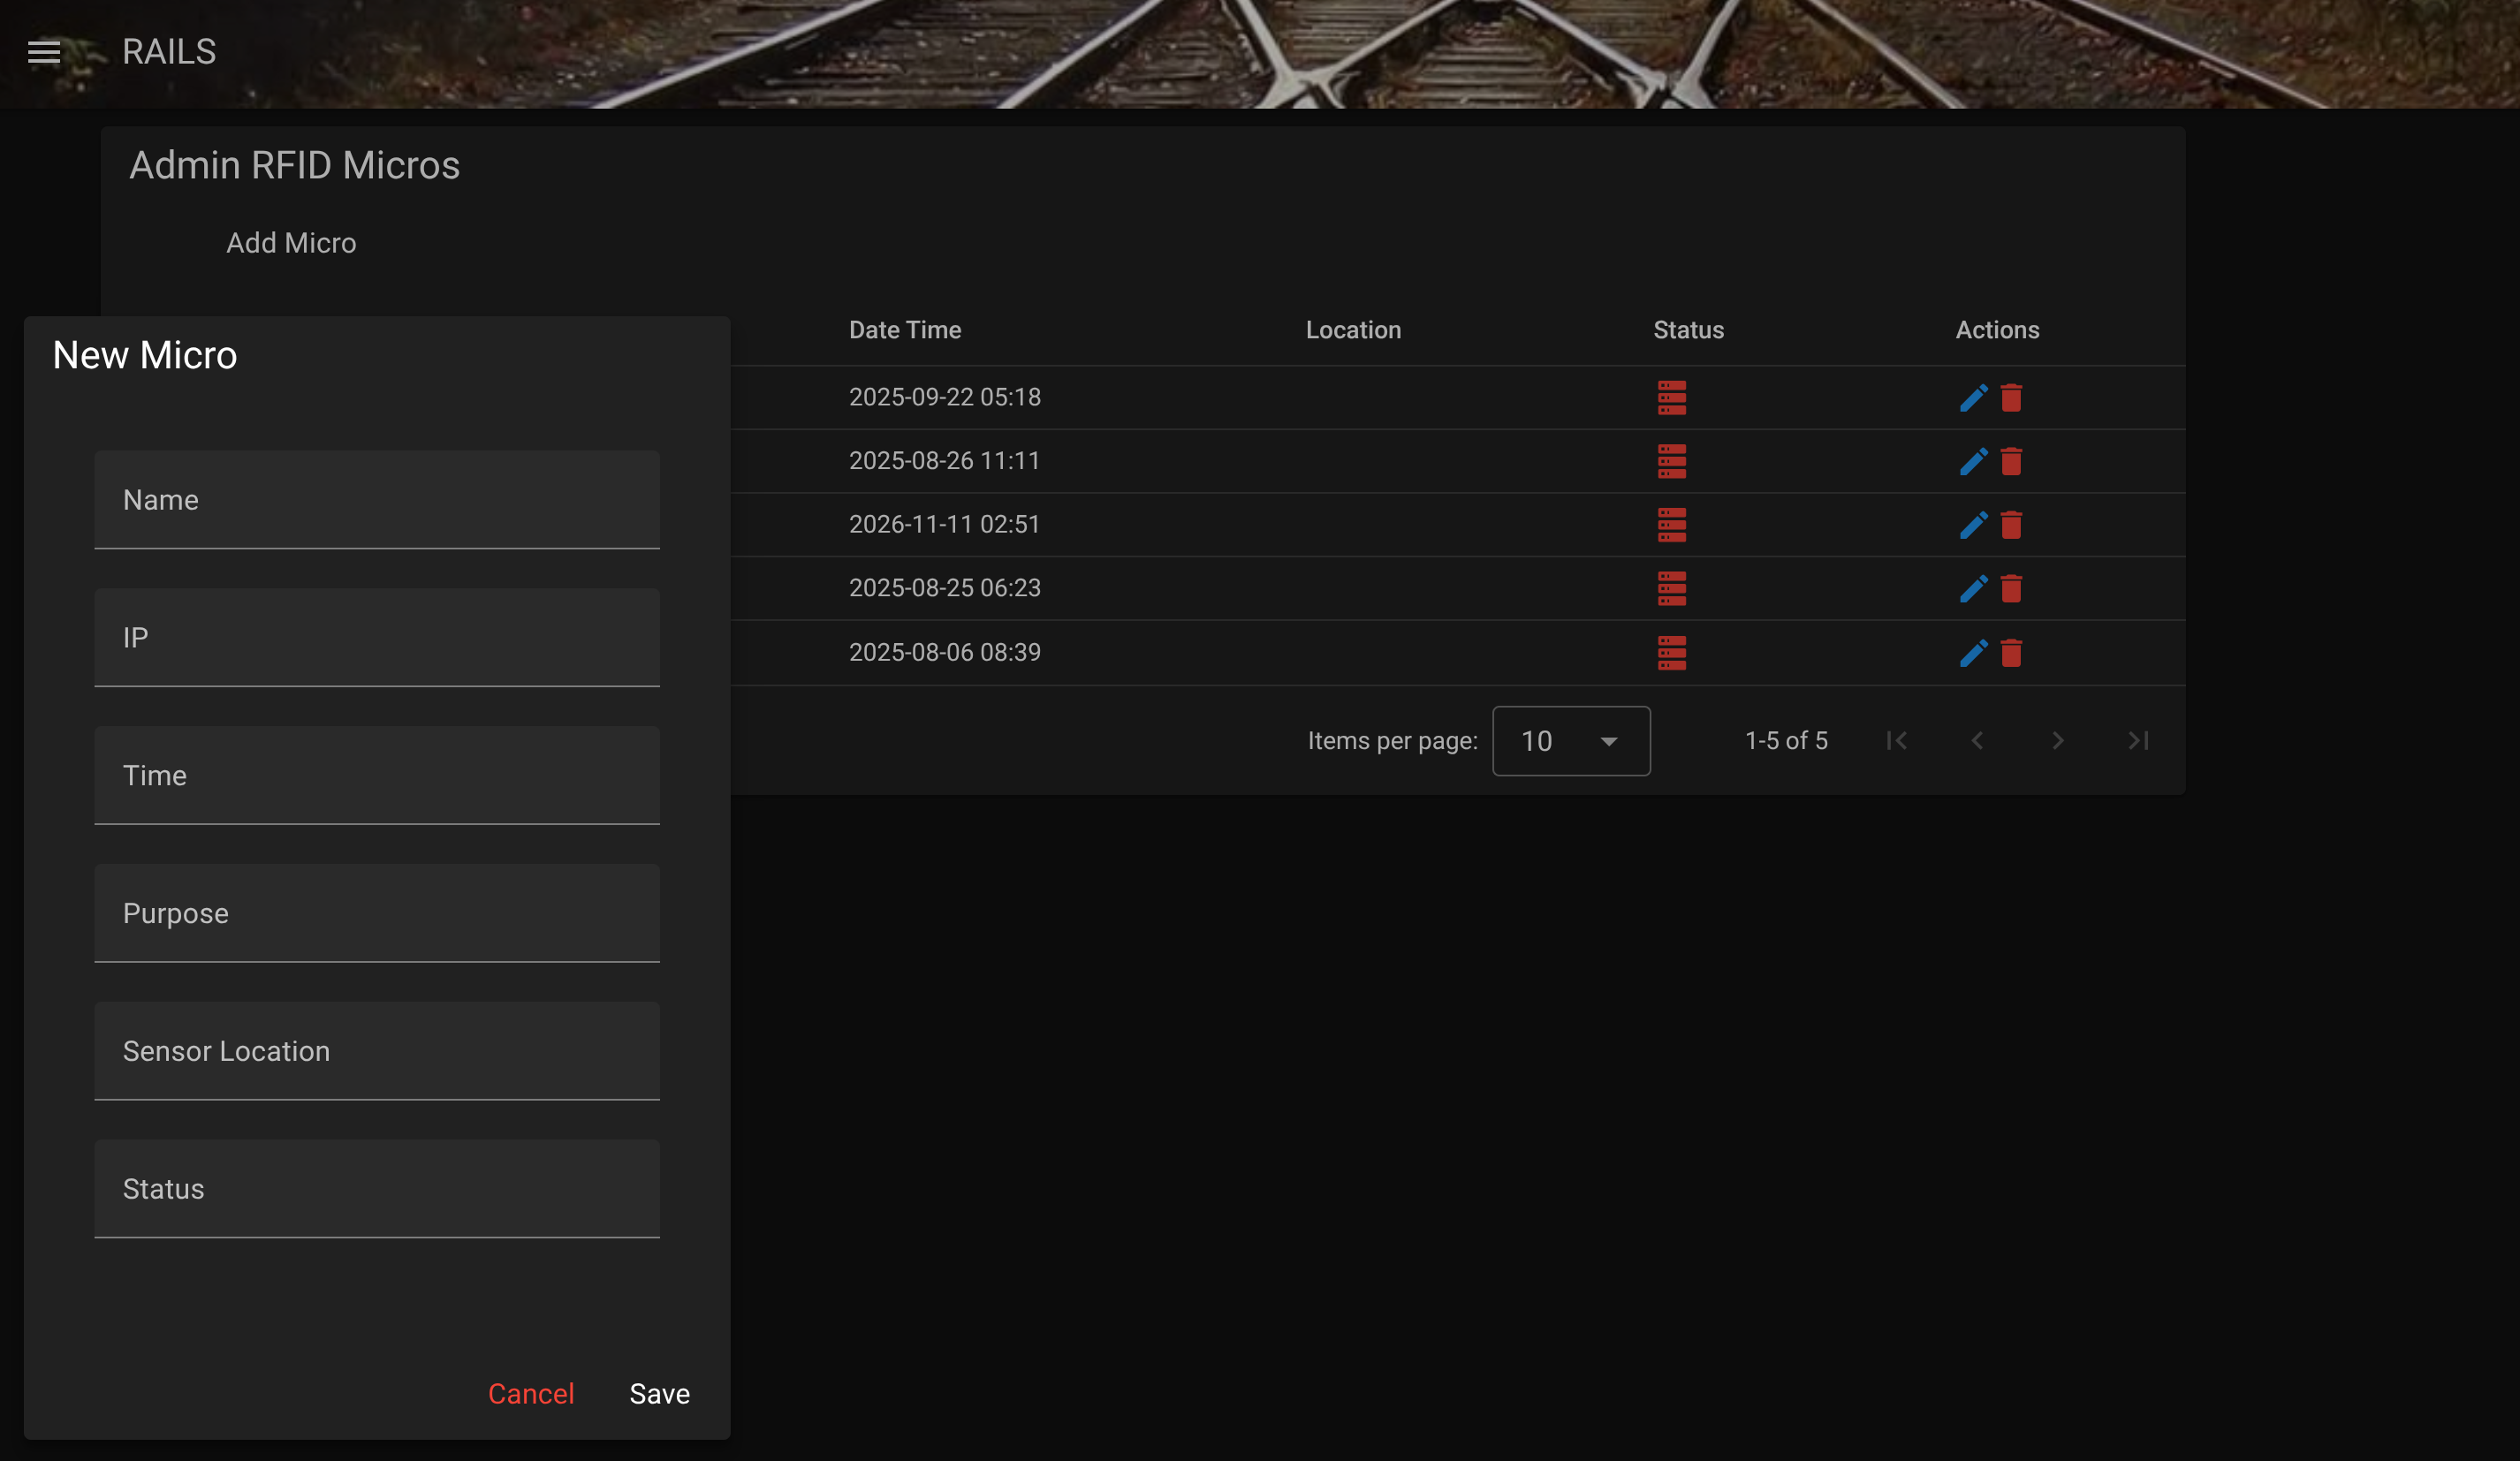 RAILS
Admin RFID Micros
Add Micro
Date Time Location Status Actions
2025-09-22 05:18
2025-08-26 11:11
2026-11-11 02:51
2025-08-25 06:23
2025-08-06 08:39
Items per page: 10 1-5 of 5
New Micro
Name
IP
Time
Purpose
Sensor Location
Status
Cancel Save